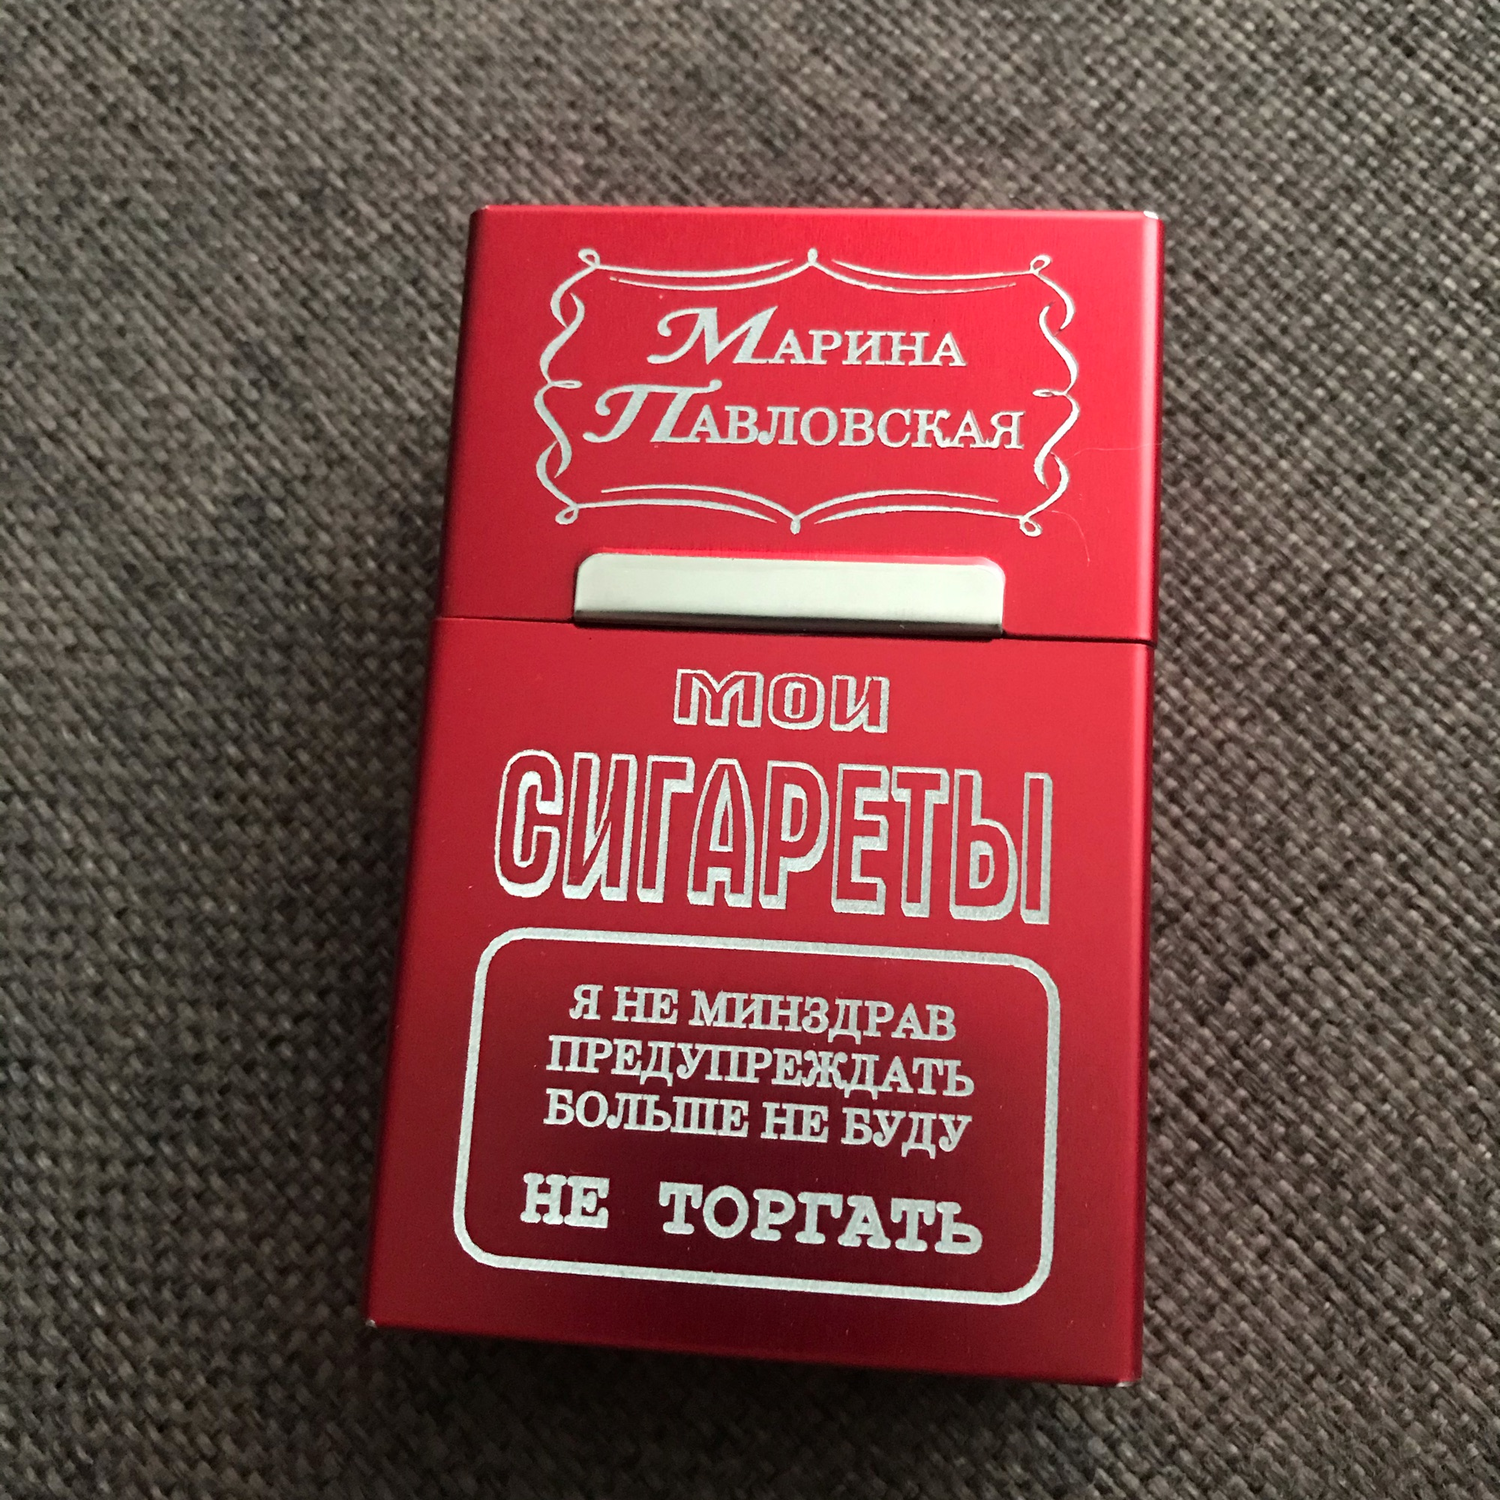 Марина
Павловская
мои
СИГАРЕТЫ
Я НЕ МИНЗДРАВ
ПРЕДУПРЕЖДАТЬ
БОЛЬШЕ НЕ БУДУ
НЕ ТОРГАТЬ